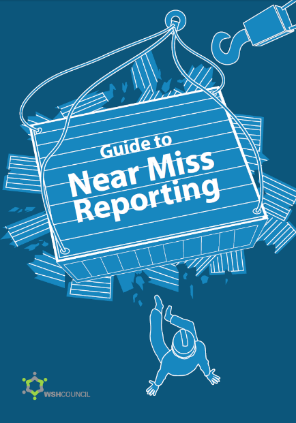 Guide to
Near Miss
Reporting
WSHCOUNCIL